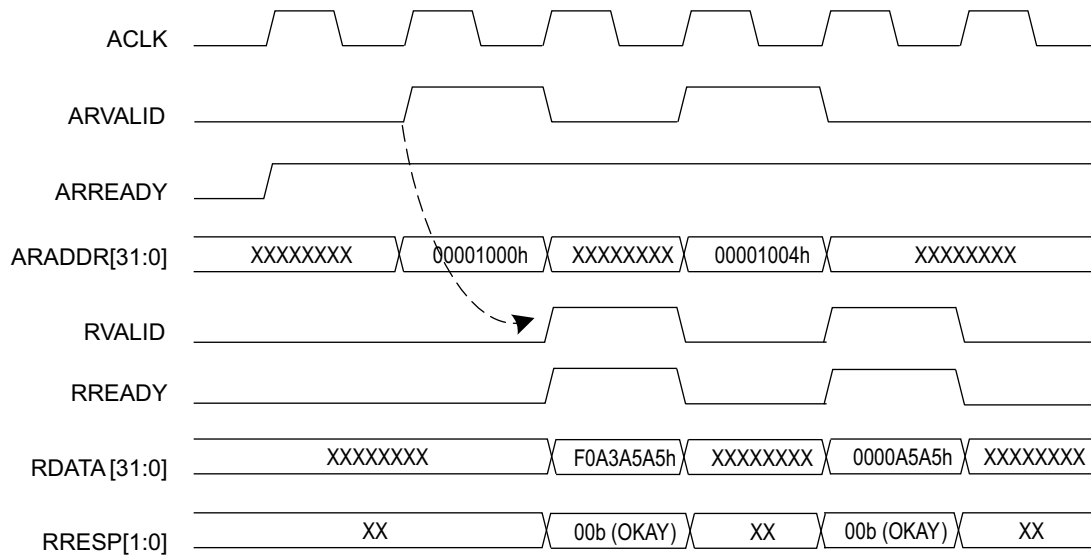 ACLK
ARVALID
ARREADY
ARADDR[31:0] XXXXXXXX 00001000h XXXXXXXX 00001004h XXXXXXXX
RVALID
RREADY
RDATA [31:0] XXXXXXXX F0A3A5A5h XXXXXXXX 0000A5A5h XXXXXXXX
RRESP[1:0] XX 00b (OKAY) XX 00b (OKAY) XX